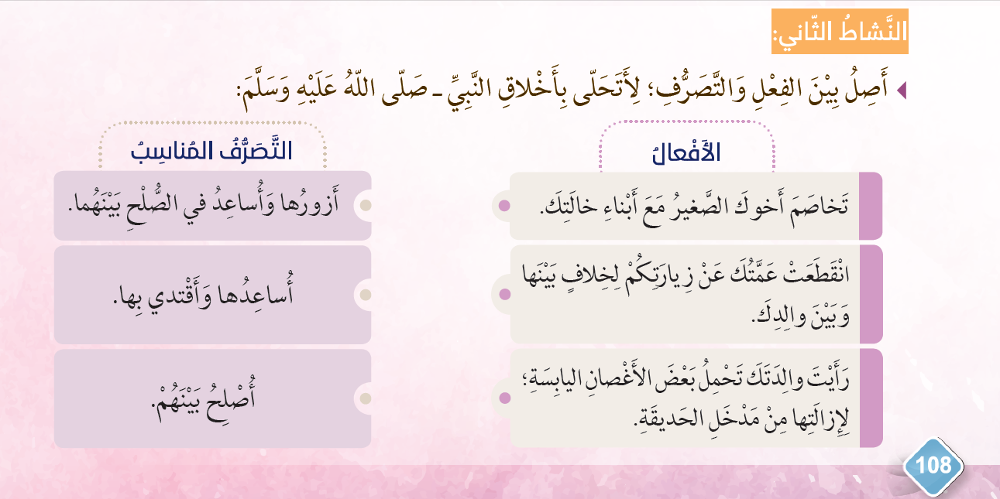 النَّشاطُ الثّاني:
أَصِلُ بِيْنَ الفِعْلِ وَالتَّصَرُّفِ؛ لِأَتَحَلّى بِأَخْلاقِ النَّبِيِّ - صَلّى اللّهُ عَلَيْهِ وَسَلَّمَ:
الأَفْعالُ
التَّصَرُّفُ المُناسِبُ
تَخاصَمَ أَخوكَ الصَّغيرُ مَعَ أَبْناءِ خالَتِكَ.
أَزورُها وَأُساعِدُ في الصُّلْحِ بَيْنَهُما.
انْقَطَعَتْ عَمَّتُكَ عَنْ زِيارَتِكُمْ لِخِلافٍ بَيْنَها
وَبَيْنَ والِدِكَ.
أُساعِدُها وَأَقْتدي بِها.
رَأَيْتَ والِدَتَكَ تَحْمِلُ بَعْضَ الأَغْصانِ اليابِسَةِ؛
لِإِزالَتِها مِنْ مَدْخَلِ الحَديقَةِ.
أُصْلِحُ بَيْنَهُمْ.
108